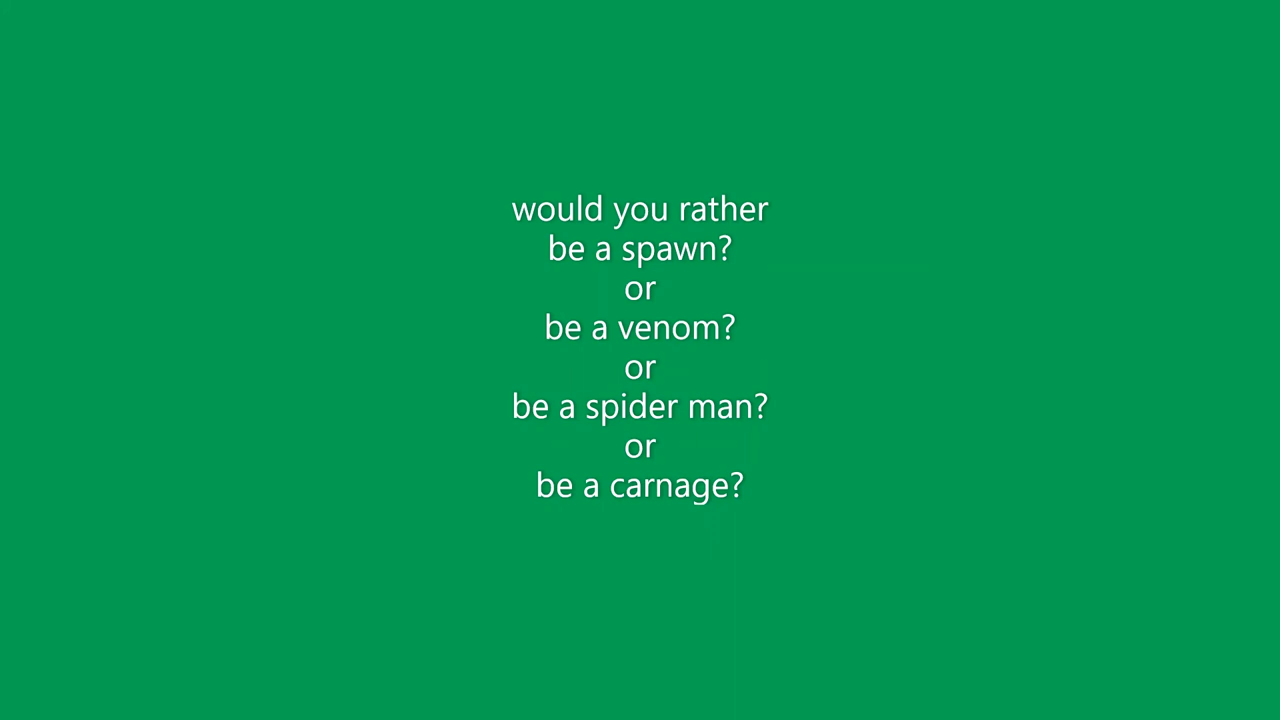 would you rather
be a spawn?
or
be a venom?
or
be a spider man?
or
be a carnage?